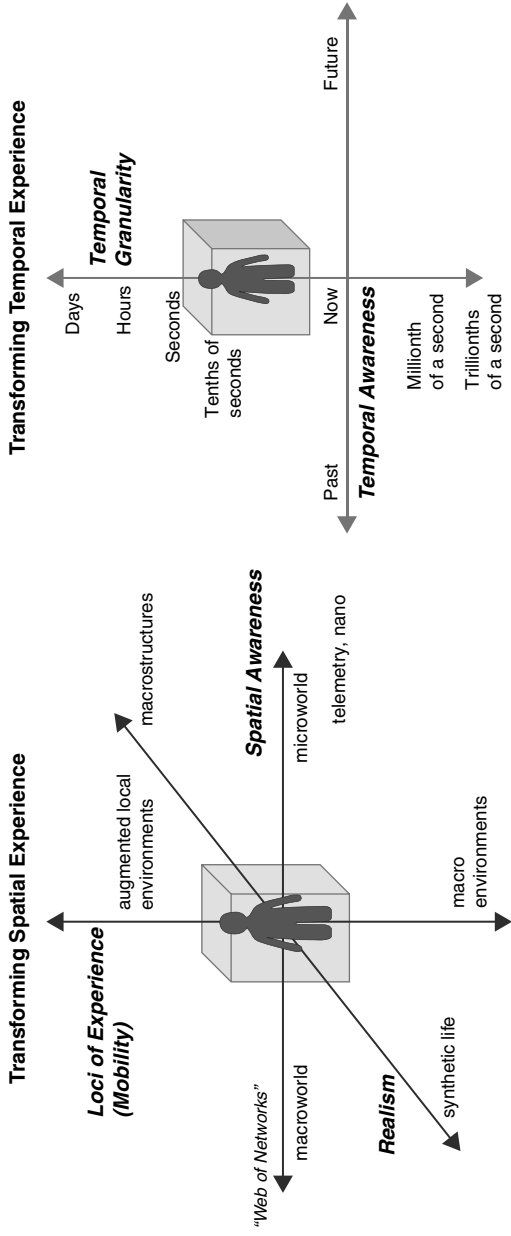 Transforming Spatial Experience
Loci of Experience
(Mobility)
augmented local
environments
macrostructures
"Web of Networks"
macroworld
Spatial Awareness
microworld
telemetry, nano
Realism
synthetic life
macro
environments
Transforming Temporal Experience
Days
Temporal
Granularity
Hours
Seconds
Tenths of
seconds
Past
Now
Future
Temporal Awareness
Millionth
of a second
Trillionths
of a second